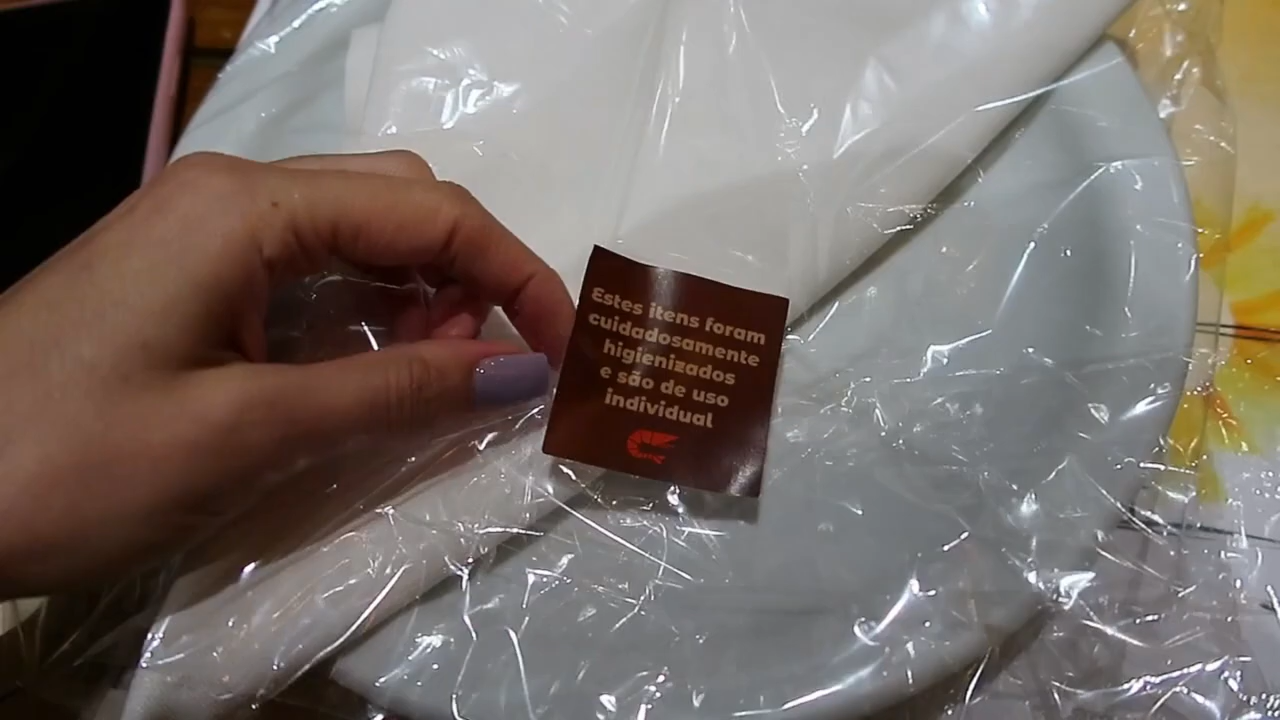 Estes itens foram
cuidadosamente
higienizados
e são de uso
individual